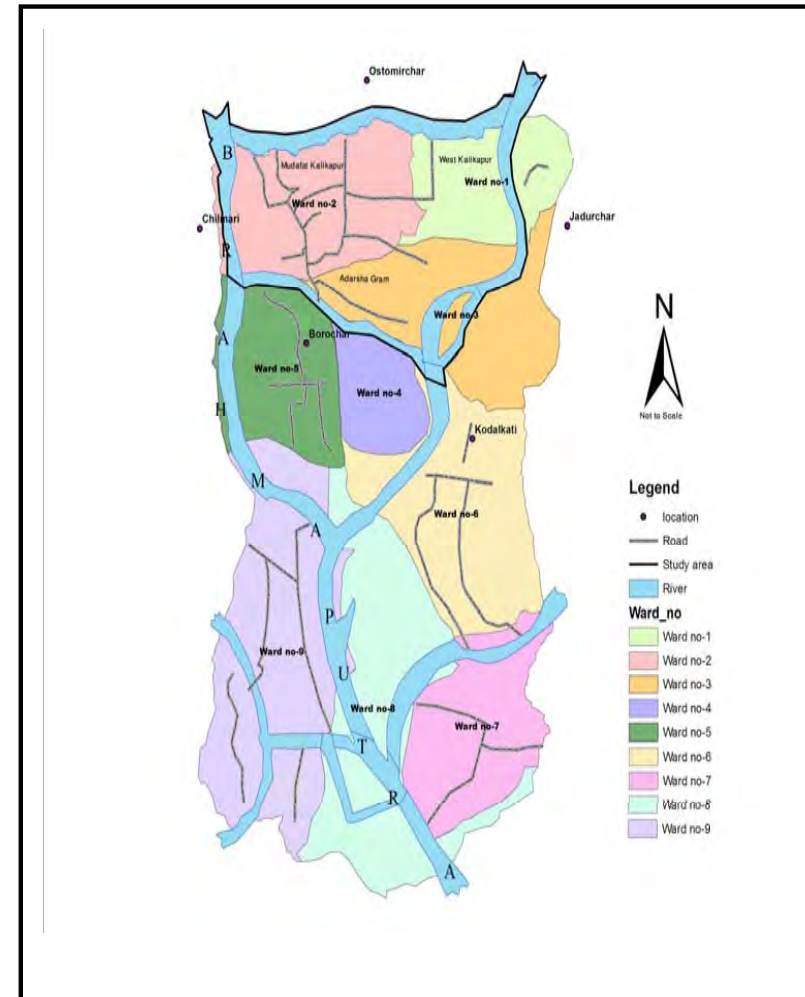 Ostomirchar
Mudafat Kalikapur
West Kalikapur
Ward no-1
Ward no-2
Chilmari
Jadurchar
Adarsha Gram
Ward no-3
Borochar
Ward no-5
Ward no-4
Kodalkati
Ward no-6
Ward no-9
Ward no-8
Ward no-7
B
R
A
H
M
A
P
U
T
R
A
N
Not to Scale
Legend
location
Road
Study area
River
Ward_no
Ward no-1
Ward no-2
Ward no-3
Ward no-4
Ward no-5
Ward no-6
Ward no-7
Ward no-8
Ward no-9